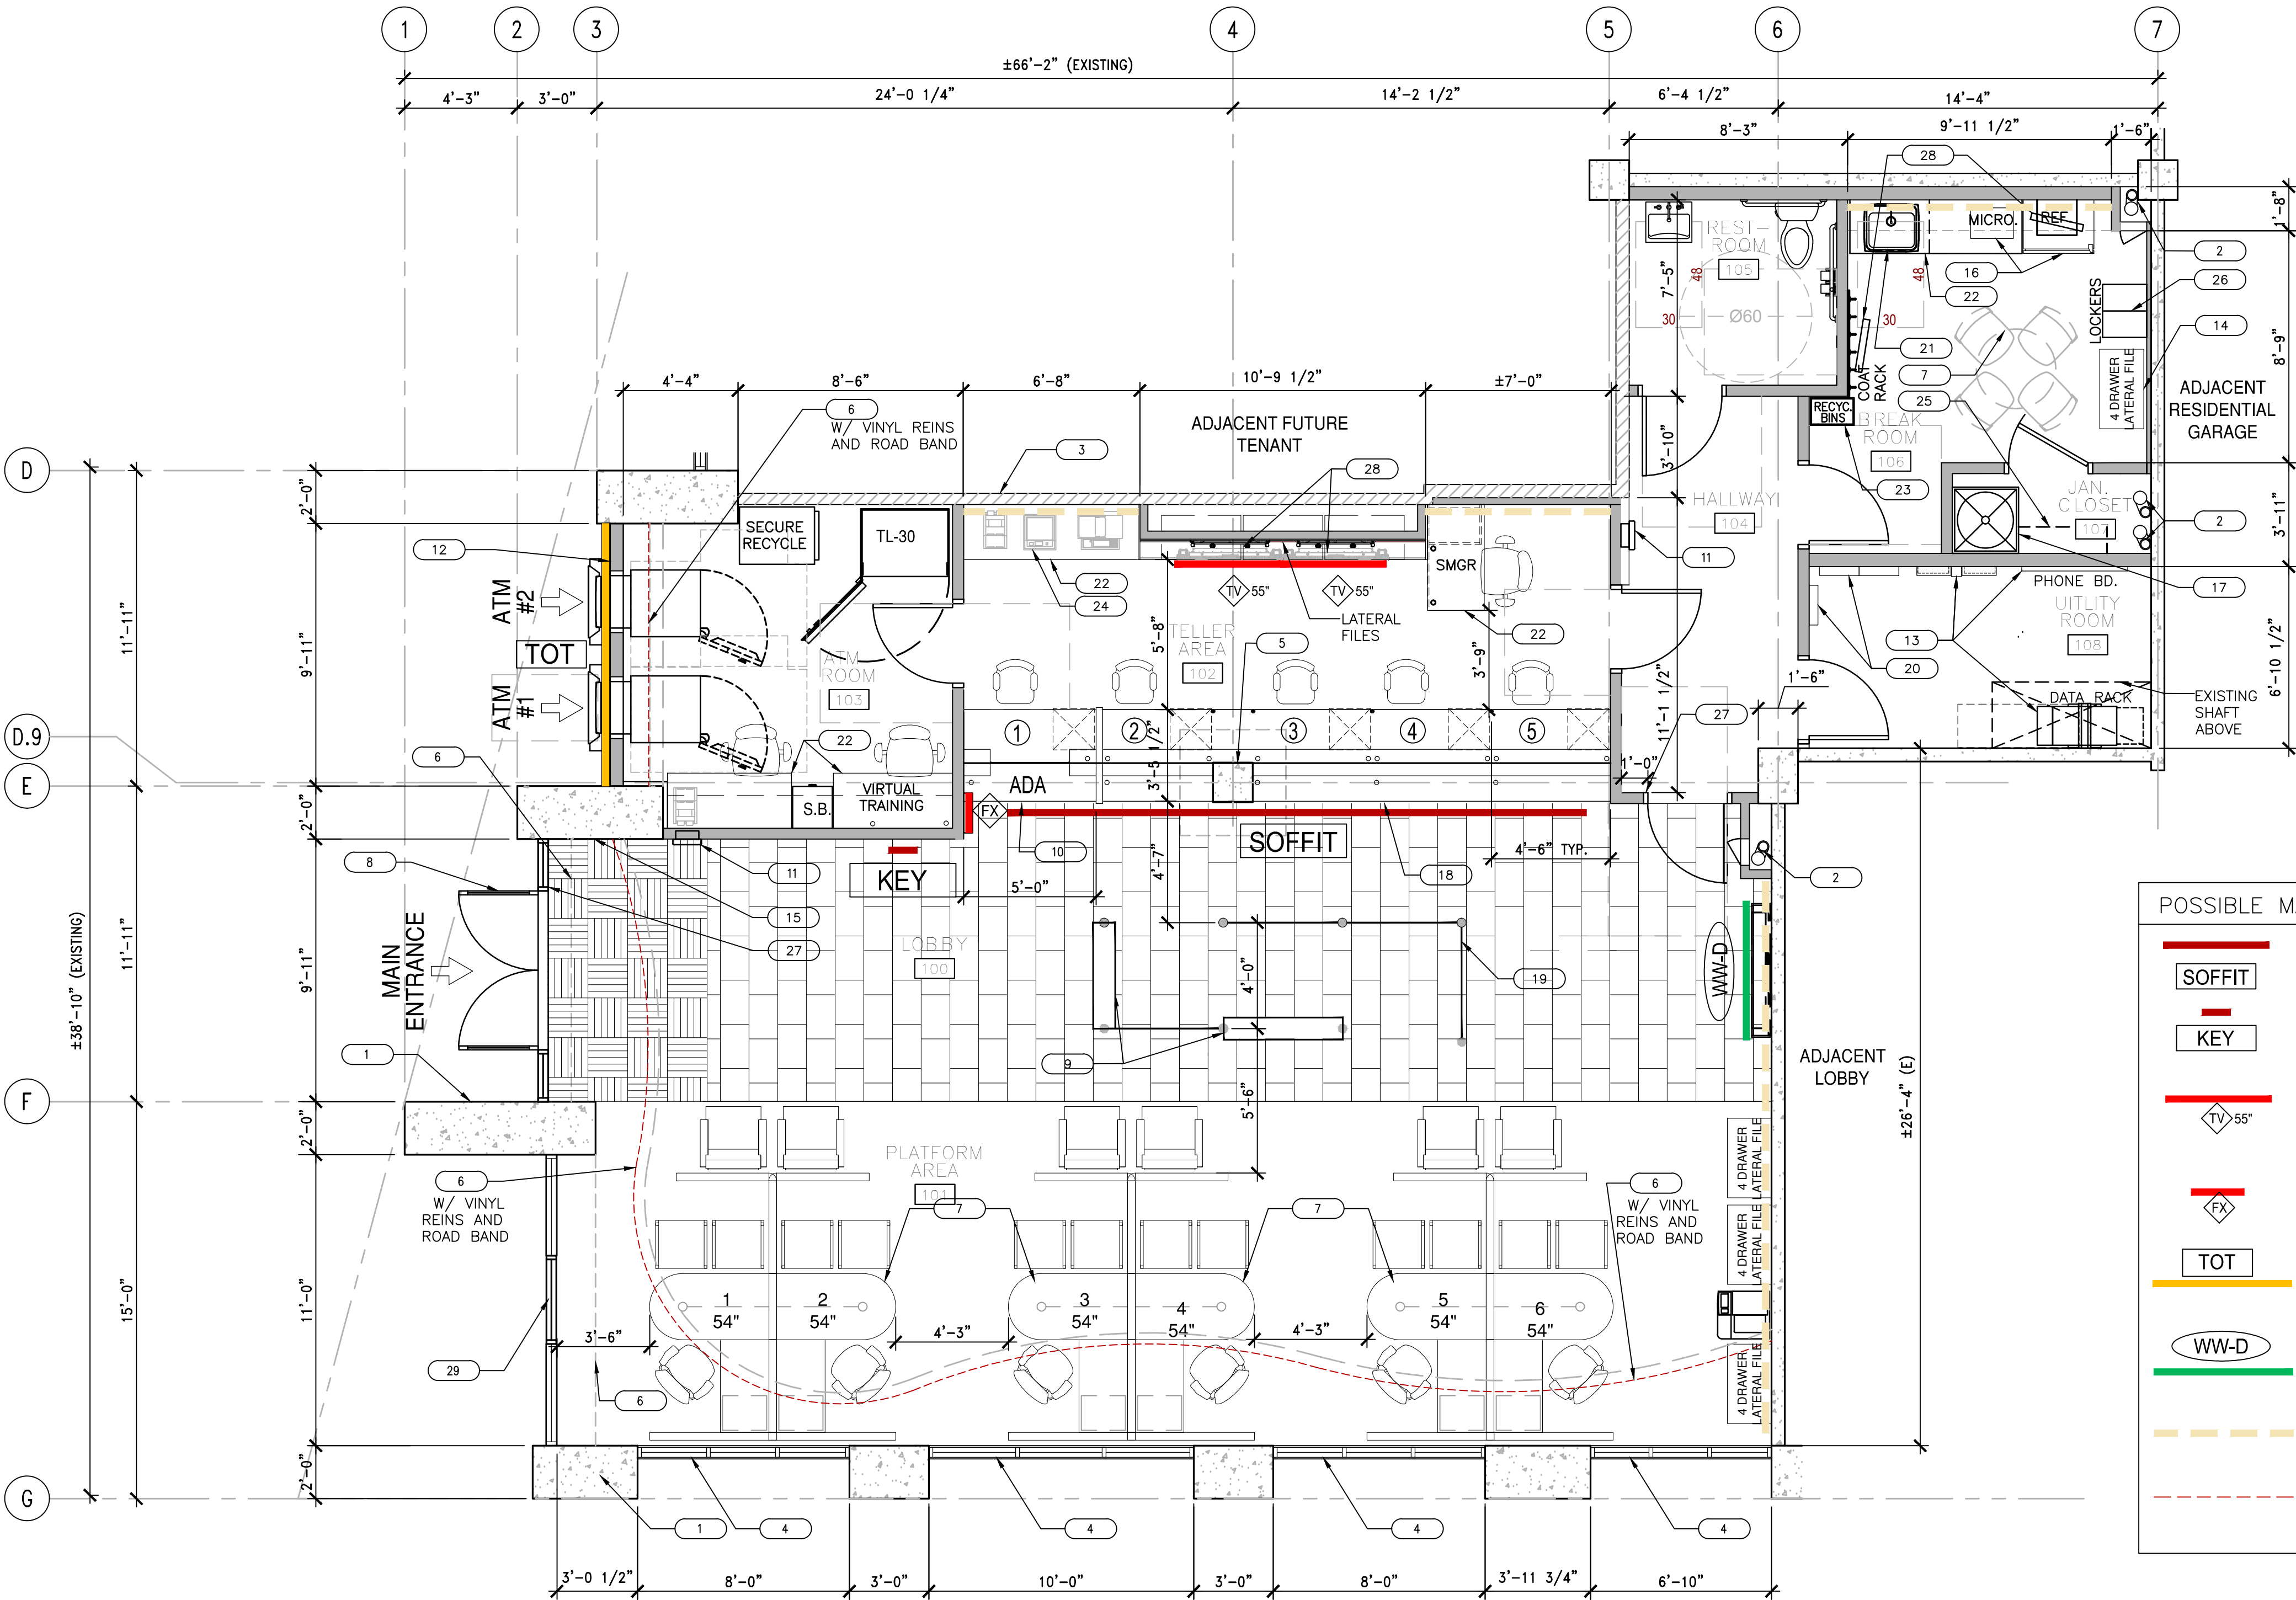 1
2
3
4
5
6
7
±66'-2" (EXISTING)
4'-3"
3'-0"
24'-0 1/4"
14'-2 1/2"
6'-4 1/2"
14'-4"
8'-3"
9'-11 1/2"
1'-6"
28
MICRO.
REF.
REST-
ROOM
105
48
30
Ø60
7'-5"
16
22
48
30
21
7
25
COAT
RACK
LOCKERS
4 DRAWER
LATERAL FILE
2
26
14
1'-8"
8'-9"
ADJACENT
RESIDENTIAL
GARAGE
4'-4"
8'-6"
6'-8"
10'-9 1/2"
±7'-0"
6
W/ VINYL REINS
AND ROAD BAND
3
ADJACENT FUTURE
TENANT
28
3'-10"
RECYC.
BINS
BREAK
ROOM
106
23
D
2'-0"
HALLWAY
104
JAN.
CLOSET
107
2
3'-11"
12
SECURE
RECYCLE
TL-30
22
24
SMGR
11
17
ATM
#2
TV 55"
TV 55"
LATERAL
FILES
22
PHONE BD.
UITLITY
ROOM
108
13
20
TOT
11'-11"
9'-11"
ATM
ROOM
103
TELLER
AREA
102
5'-8"
5
3'-9"
6'-10 1/2"
ATM
#1
1'-6"
DATA RACK
EXISTING
SHAFT
ABOVE
D.9
6
22
1
2
3
4
5
11'-1 1/2"
27
E
2'-0"
S.B.
VIRTUAL
TRAINING
ADA
3'-5 1/2"
1'-0"
FX
SOFFIT
8
11
KEY
10
5'-0"
4'-7"
4'-6" TYP.
18
2
15
27
MAIN
ENTRANCE
LOBBY
100
4'-0"
19
WW-D
±38'-10" (EXISTING)
11'-11"
9'-11"
1
9
ADJACENT
LOBBY
±26'-4" (E)
F
2'-0"
5'-6"
PLATFORM
AREA
101
6
W/ VINYL
REINS AND
ROAD BAND
7
7
6
W/ VINYL
REINS AND
ROAD BAND
4 DRAWER
LATERAL FILE
4 DRAWER
LATERAL FILE
4 DRAWER
LATERAL FILE
15'-0"
11'-0"
1
54"
2
54"
3
54"
4
54"
5
54"
6
54"
3'-6"
4'-3"
4'-3"
29
6
G
2'-0"
1
4
4
4
4
3'-0 1/2"
8'-0"
3'-0"
10'-0"
3'-0"
8'-0"
3'-11 3/4"
6'-10"
POSSIBLE
SOFFIT
KEY
TV 55"
FX
TOT
WW-D